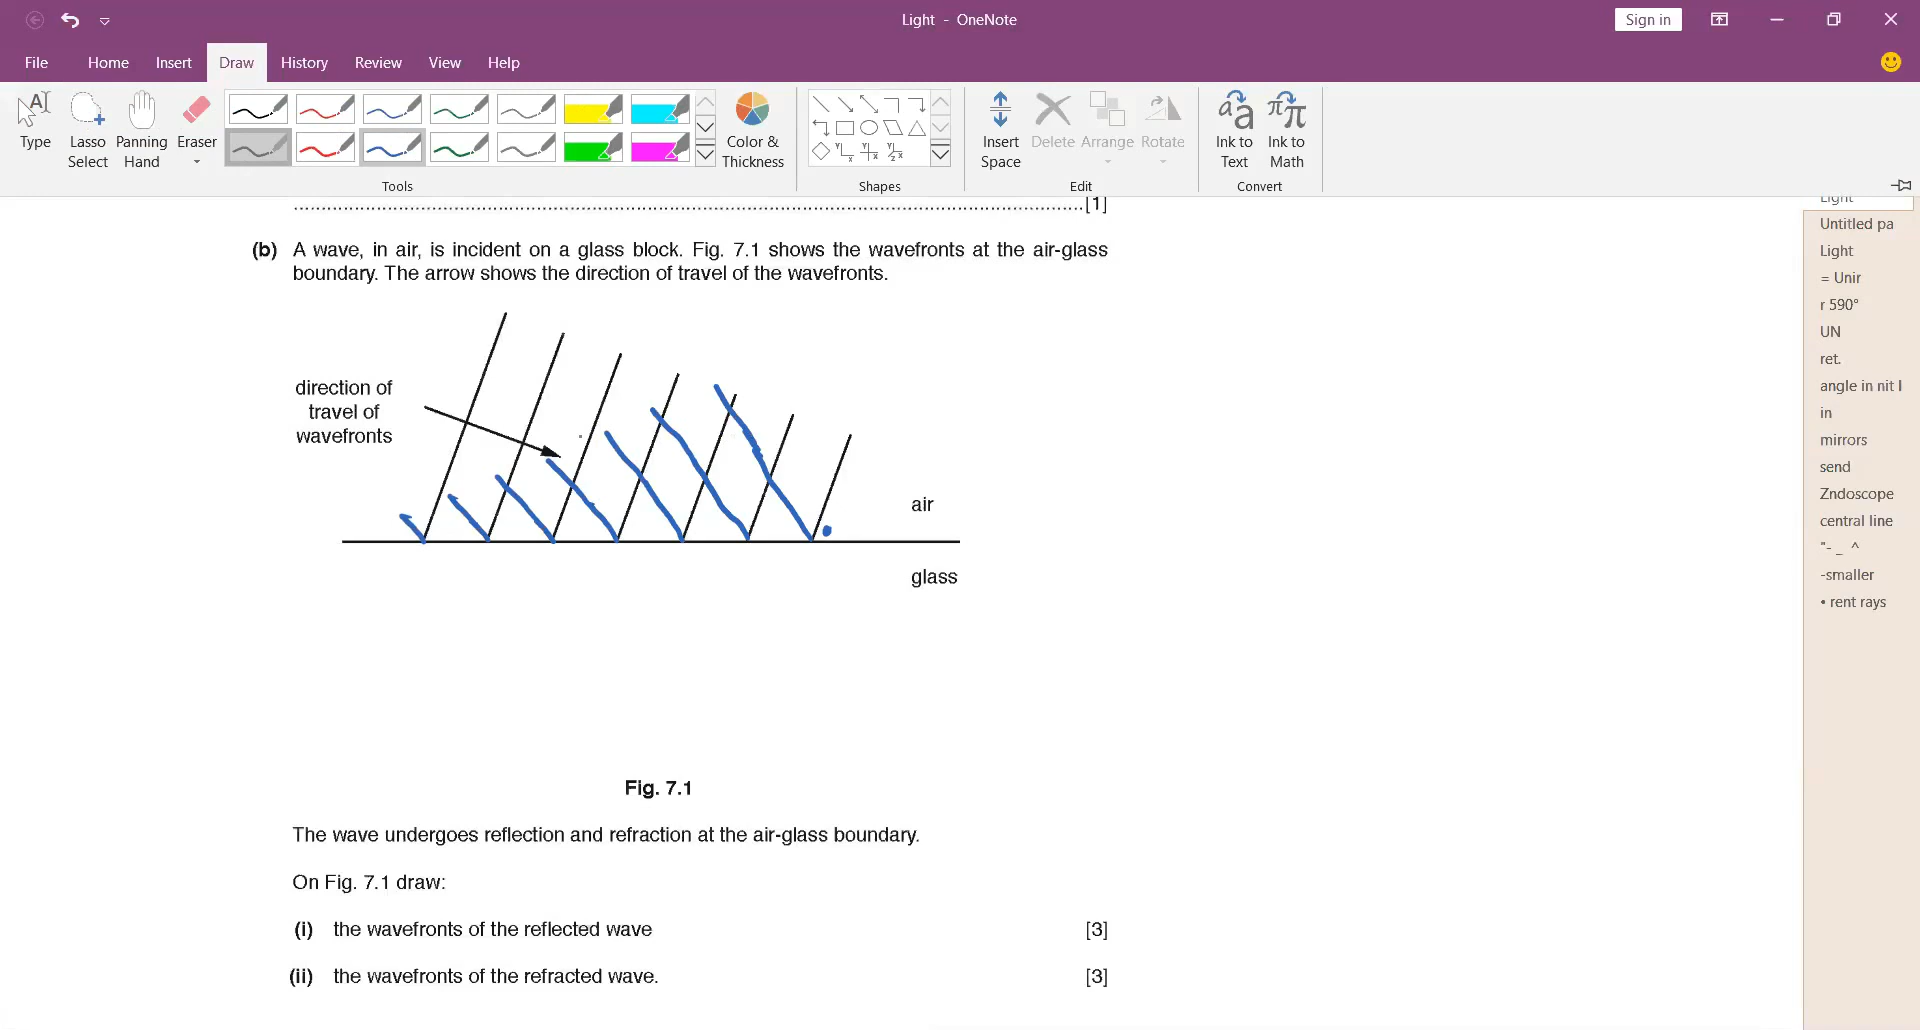 Light - OneNote
Sign in
File Home Insert Draw History Review View Help
Type
Lasso Select
Panning Hand
Eraser
Color & Thickness
Insert Space
Delete
Arrange
Rotate
Ink to Text
Ink to Math
Tools
Shapes
Edit
Convert
[1]
(b) A wave, in air, is incident on a glass block. Fig. 7.1 shows the wavefronts at the air-glass
boundary. The arrow shows the direction of travel of the wavefronts.
direction of
travel of
wavefronts
air
glass
Fig. 7.1
The wave undergoes reflection and refraction at the air-glass boundary.
On Fig. 7.1 draw:
(i) the wavefronts of the reflected wave [3]
(ii) the wavefronts of the refracted wave. [3]
Light
Untitled pa
Light
= Unir
r 590°
UN
ret.
angle in nit I
in
mirrors
send
Zndoscope
central line
"- _ ^
-smaller
• rent rays